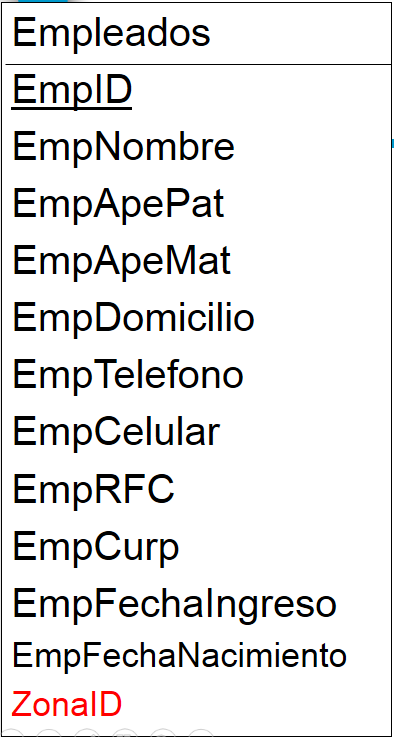 Empleados
EmpID
EmpNombre
EmpApePat
EmpApeMat
EmpDomicilio
EmpTelefono
EmpCelular
EmpRFC
EmpCurp
EmpFechaIngreso
EmpFechaNacimiento
ZonaID